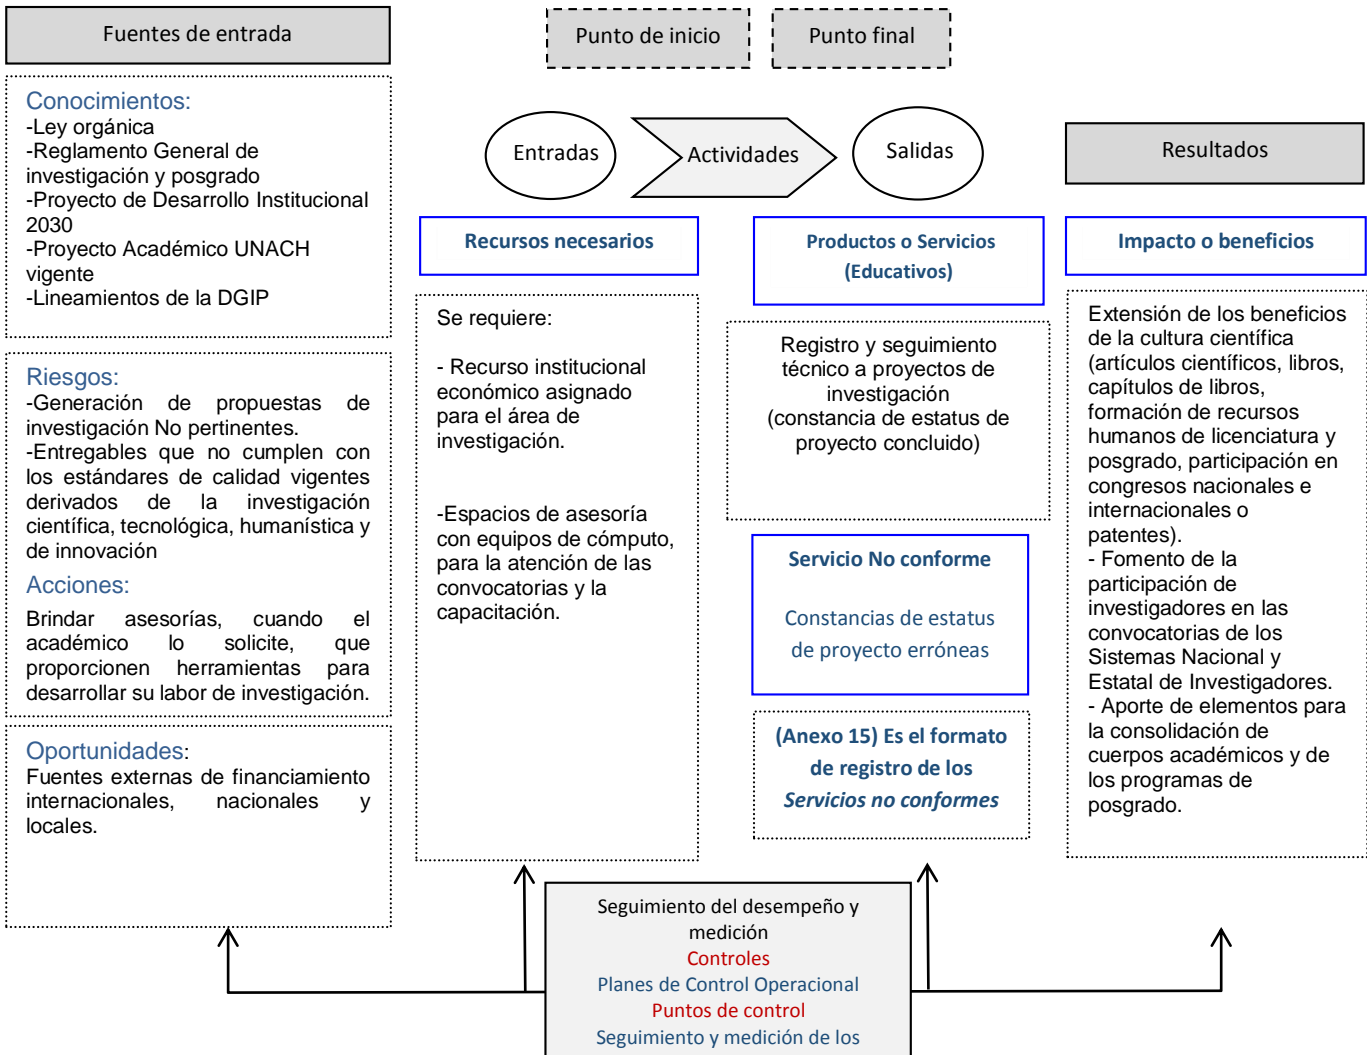 Fuentes de entrada
Punto de inicio
Punto final
Conocimientos:
-Ley orgánica
-Reglamento General de
investigación y posgrado
-Proyecto de Desarrollo Institucional
2030
-Proyecto Académico UNACH
vigente
-Lineamientos de la DGIP
Riesgos:
-Generación de propuestas de
investigación No pertinentes.
-Entregables que no cumplen con
los estándares de calidad vigentes
derivados de la investigación
científica, tecnológica, humanística y
de innovación
Acciones:
Brindar asesorías, cuando el
académico lo solicite, que
proporcionen herramientas para
desarrollar su labor de investigación.
Oportunidades:
Fuentes externas de financiamiento
internacionales, nacionales y
locales.
Entradas
Actividades
Salidas
Resultados
Recursos necesarios
Se requiere:
- Recurso institucional
económico asignado
para el área de
investigación.
-Espacios de asesoría
con equipos de cómputo,
para la atención de las
convocatorias y la
capacitación.
Productos o Servicios
(Educativos)
Registro y seguimiento
técnico a proyectos de
investigación
(constancia de estatus de
proyecto concluido)
Servicio No conforme
Constancias de estatus
de proyecto erróneas
(Anexo 15) Es el formato
de registro de los
Servicios no conformes
Impacto o beneficios
Extensión de los beneficios
de la cultura científica
(artículos científicos, libros,
capítulos de libros,
formación de recursos
humanos de licenciatura y
posgrado, participación en
congresos nacionales e
internacionales o
patentes).
- Fomento de la
participación de
investigadores en las
convocatorias de los
Sistemas Nacional y
Estatal de Investigadores.
- Aporte de elementos para
la consolidación de
cuerpos académicos y de
los programas de
posgrado.
Seguimiento del desempeño y
medición
Controles
Planes de Control Operacional
Puntos de control
Seguimiento y medición de los